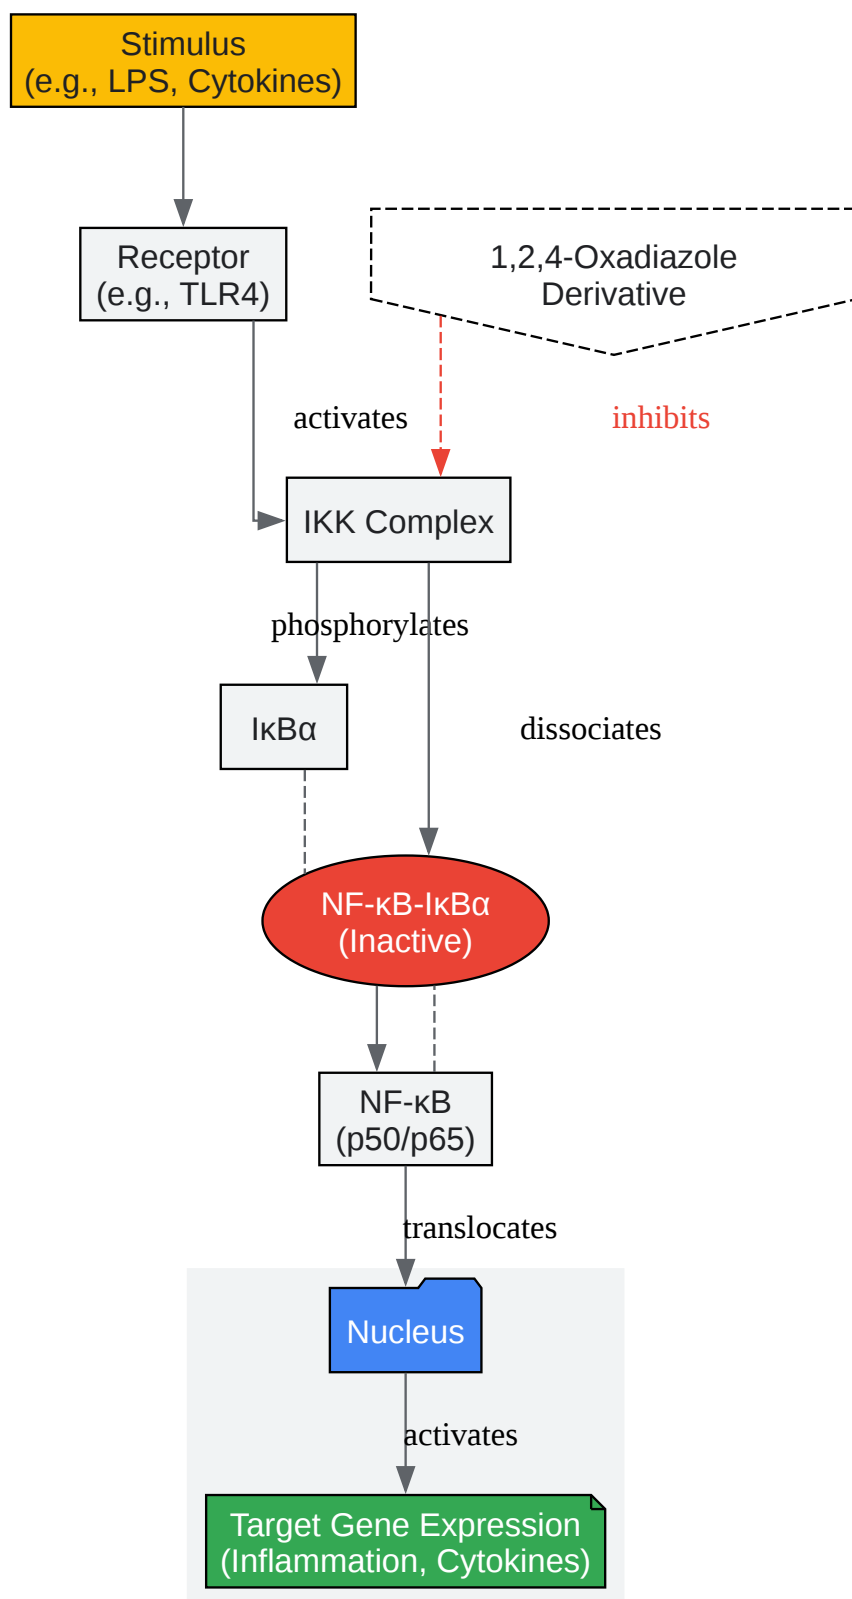 Stimulus
(e.g., LPS, Cytokines)
Receptor
(e.g., TLR4)
1,2,4-Oxadiazole
Derivative
activates
inhibits
IKK Complex
phosphorylates
IκBα
dissociates
NF-κB-IκBα
(Inactive)
NF-κB
(p50/p65)
translocates
Nucleus
activates
Target Gene Expression
(Inflammation, Cytokines)